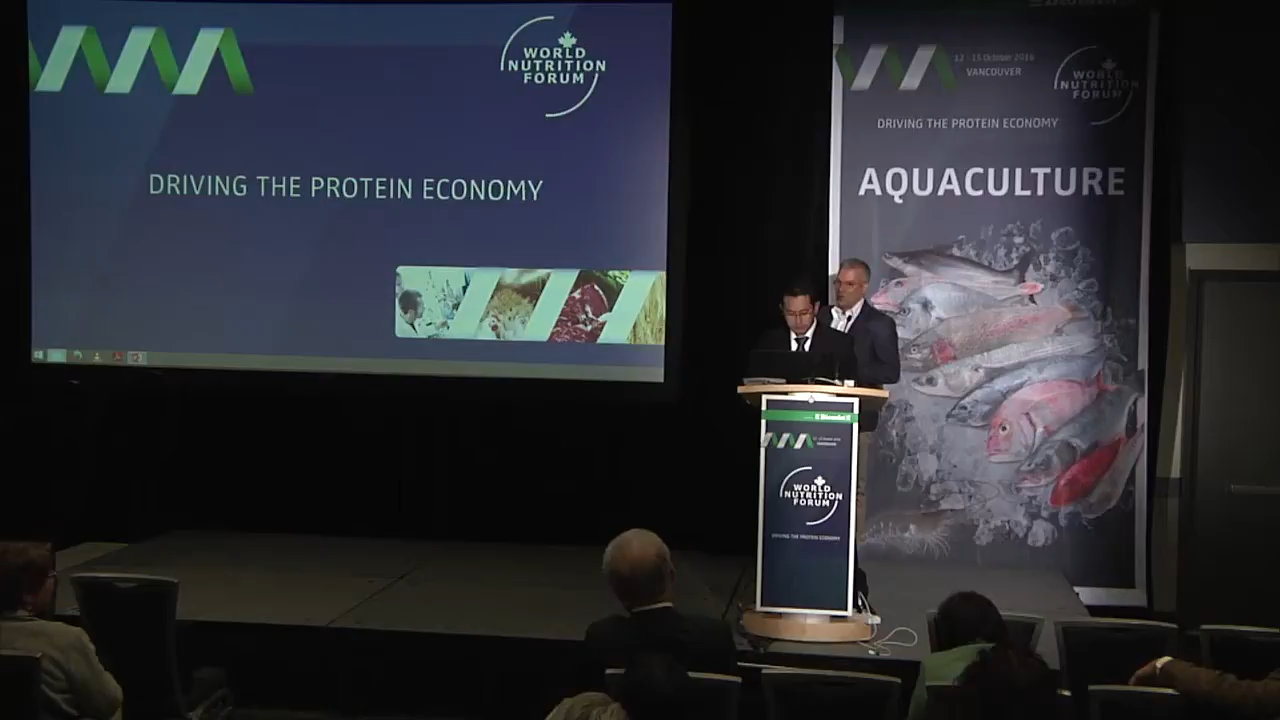 WORLD
NUTRITION
FORUM
DRIVING THE PROTEIN ECONOMY
12 - 15 October 2016
VANCOUVER
WORLD
NUTRITION
FORUM
DRIVING THE PROTEIN ECONOMY
AQUACULTURE
VANCOUVER
WORLD
NUTRITION
FORUM
DRIVING THE PROTEIN ECONOMY